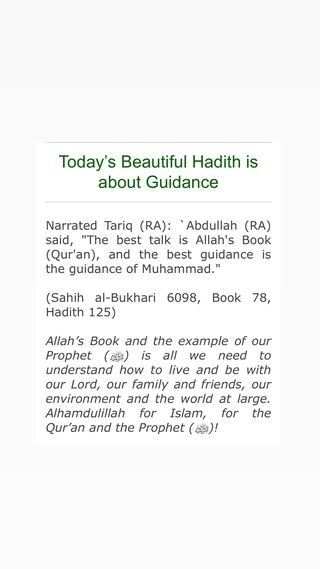 Today’s Beautiful Hadith is
about Guidance
Narrated Tariq (RA): `Abdullah (RA)
said, "The best talk is Allah's Book
(Qur'an), and the best guidance is
the guidance of Muhammad."
(Sahih al-Bukhari 6098, Book 78,
Hadith 125)
Allah’s Book and the example of our
Prophet (ﷺ) is all we need to
understand how to live and be with
our Lord, our family and friends, our
environment and the world at large.
Alhamdulillah for Islam, for the
Qur’an and the Prophet (ﷺ)!